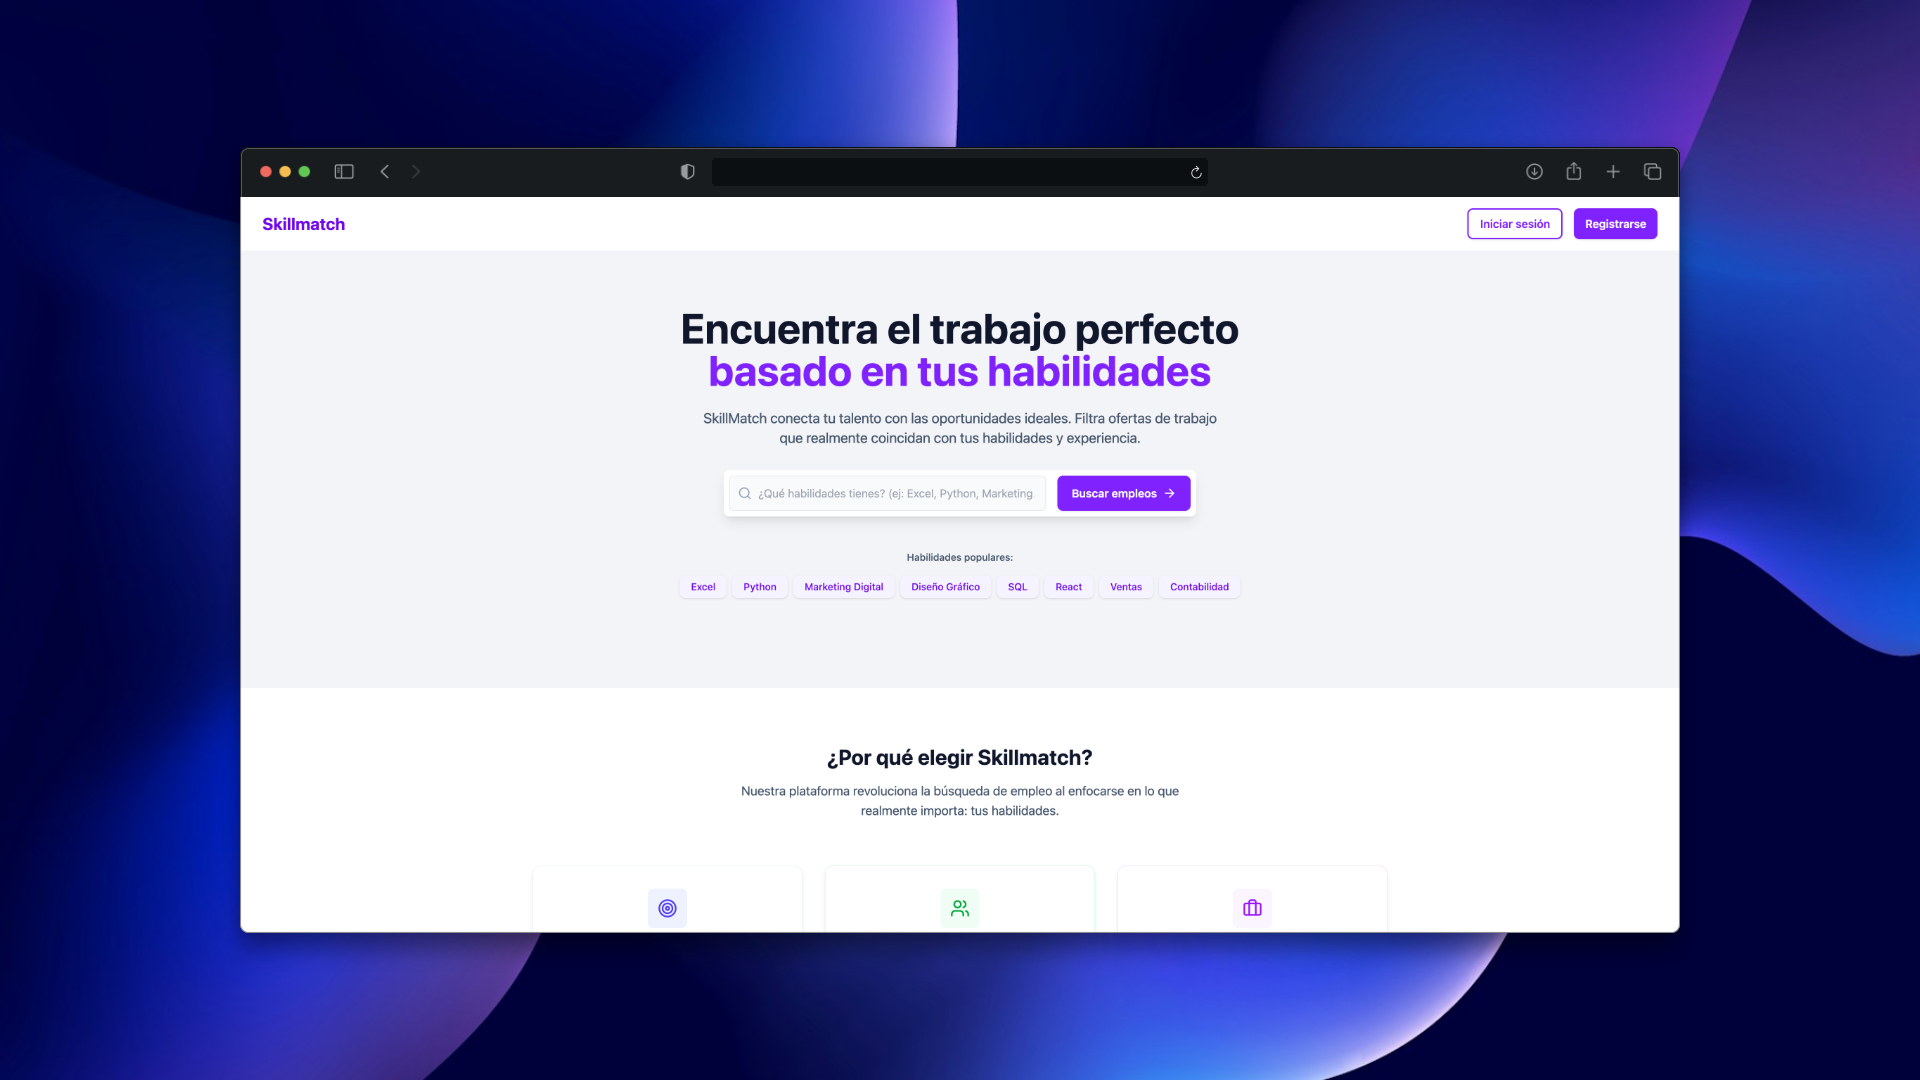 Skillmatch
Iniciar sesión
Registrarse
Encuentra el trabajo perfecto
basado en tus habilidades
SkillMatch conecta tu talento con las oportunidades ideales. Filtra ofertas de trabajo
que realmente coincidan con tus habilidades y experiencia.
¿Qué habilidades tienes? (ej: Excel, Python, Marketing
Buscar empleos
Habilidades populares:
Excel
Python
Marketing Digital
Diseño Gráfico
SQL
React
Ventas
Contabilidad
¿Por qué elegir Skillmatch?
Nuestra plataforma revoluciona la búsqueda de empleo al enfocarse en lo que
realmente importa: tus habilidades.